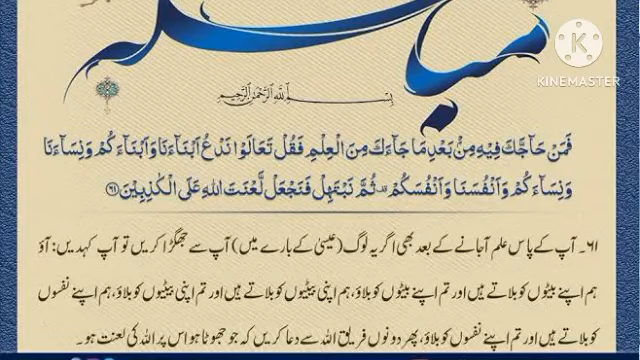 مباہلہ
KINEMASTER
بِسْمِ اللّٰهِ الرَّحْمٰنِ الرَّحِيْمِ
فَمَنْ حَآجَّكَ فِيْهِ مِنْۢ بَعْدِ مَا جَآءَكَ مِنَ الْعِلْمِ فَقُلْ تَعَالَوْا نَدْعُ اَبْنَآءَنَا وَاَبْنَآءَكُمْ وَنِسَآءَنَا
وَنِسَآءَكُمْ وَاَنْفُسَنَا وَاَنْفُسَكُمْ ۟ ثُمَّ نَبْتَهِلْ فَنَجْعَلْ لَّعْنَتَ اللّٰهِ عَلَى الْكٰذِبِيْنَ ﴿۶۱﴾
۶۱۔ آپ کے پاس علم آجانے کے بعد بھی اگر یہ لوگ (عیسیٰ کے بارے میں) آپ سے جھگڑا کریں تو آپ کہدیں: آؤ
ہم اپنے بیٹوں کو بلاتے ہیں اور تم اپنے بیٹوں کو بلاؤ، ہم اپنی بیٹیوں کو بلاتے ہیں اور تم اپنی بیٹیوں کو بلاؤ، ہم اپنے نفسوں
کو بلاتے ہیں اور تم اپنے نفسوں کو بلاؤ، پھر دونوں فریق اللہ سے دعا کریں کہ جو جھوٹا ہو اس پر اللہ کی لعنت ہو۔